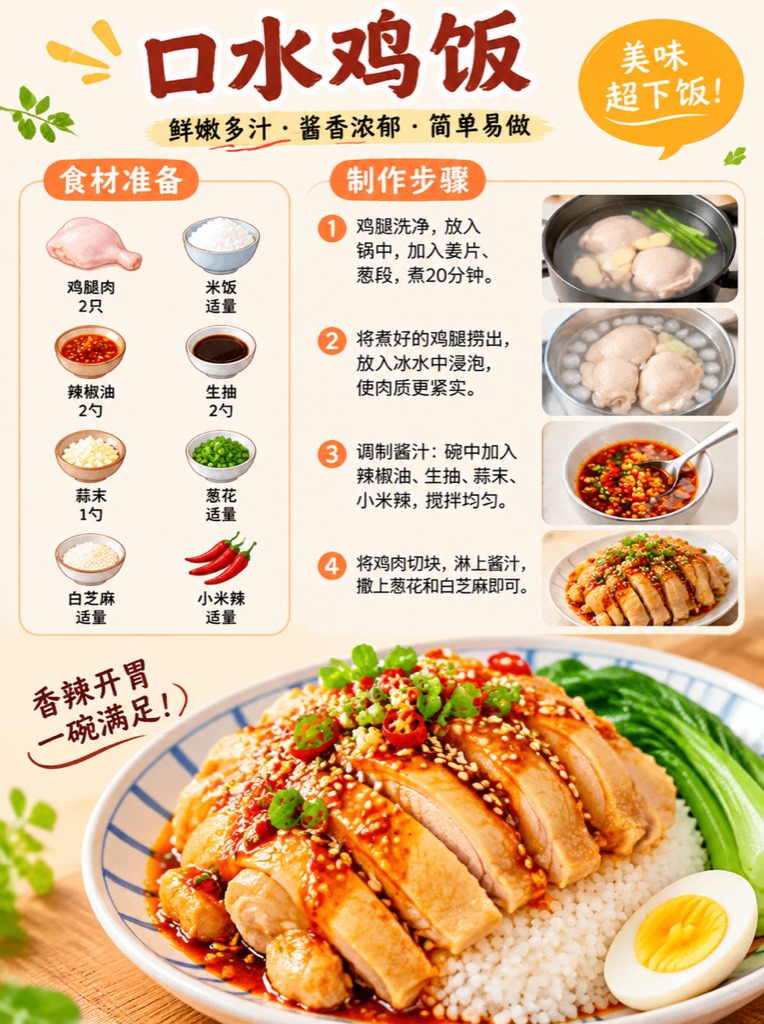 口水鸡饭
美味
超下饭!
鲜嫩多汁·酱香浓郁·简单易做
食材准备
鸡腿肉
2只
米饭
适量
辣椒油
2勺
生抽
2勺
蒜末
1勺
葱花
适量
白芝麻
适量
小米辣
适量
制作步骤
1
鸡腿洗净，放入
锅中，加入姜片、
葱段，煮20分钟。
2
将煮好的鸡腿捞出，
放入冰水中浸泡，
使肉质更紧实。
3
调制酱汁：碗中加入
辣椒油、生抽、蒜末、
小米辣，搅拌均匀。
4
将鸡肉切块，淋上酱汁，
撒上葱花和白芝麻即可。
香辣开胃
一碗满足!